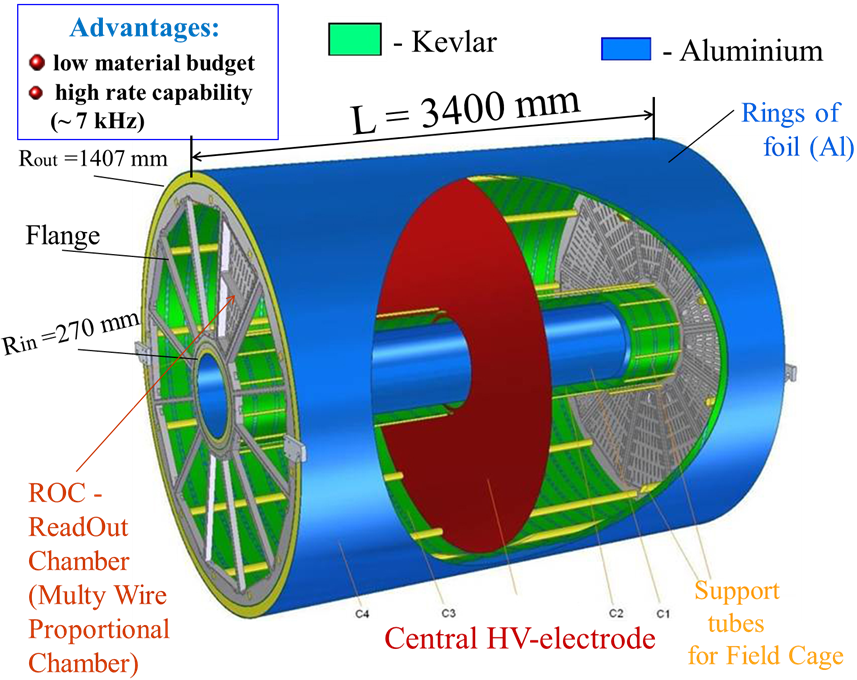 Advantages:
low material budget
high rate capability
(~ 7 kHz)
- Kevlar
- Aluminium
L = 3400 mm
Rings of
foil (Al)
Rout =1407 mm
Flange
Rin =270 mm
ROC -
ReadOut
Chamber
(Multy Wire
Proportional
Chamber)
C4
C3
C2
C1
Central HV-electrode
Support
tubes
for Field Cage